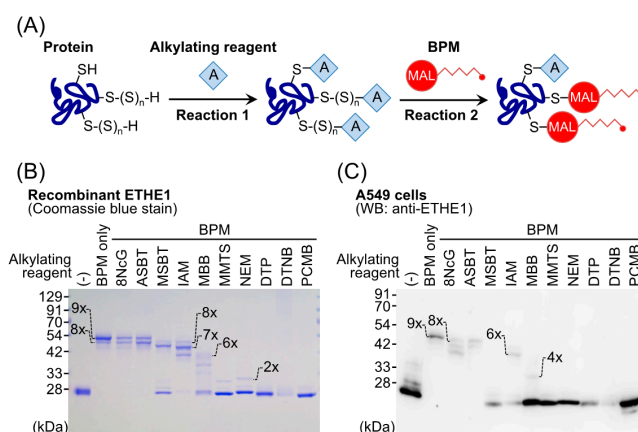 (A)
Protein Alkylating reagent BPM
SH
S-(S)n-H
S-(S)n-H
A
Reaction 1
S-A
S-(S)n-A
S-(S)n-A
MAL
Reaction 2
S-A
S-MAL
S-MAL
(B)
Recombinant ETHE1
(Coomassie blue stain)
BPM
Alkylating
reagent
(-)
BPM only
8NcG
ASBT
MSBT
IAM
MBB
MMTS
NEM
DTP
DTNB
PCMB
129
91
70
54
42
33
28
(kDa)
9x
8x
8x
7x
6x
2x
(C)
A549 cells
(WB: anti-ETHE1)
BPM
Alkylating
reagent
(-)
BPM only
8NcG
ASBT
MSBT
IAM
MBB
MMTS
NEM
DTP
DTNB
PCMB
91
70
54
42
33
28
(kDa)
9x
8x
6x
4x